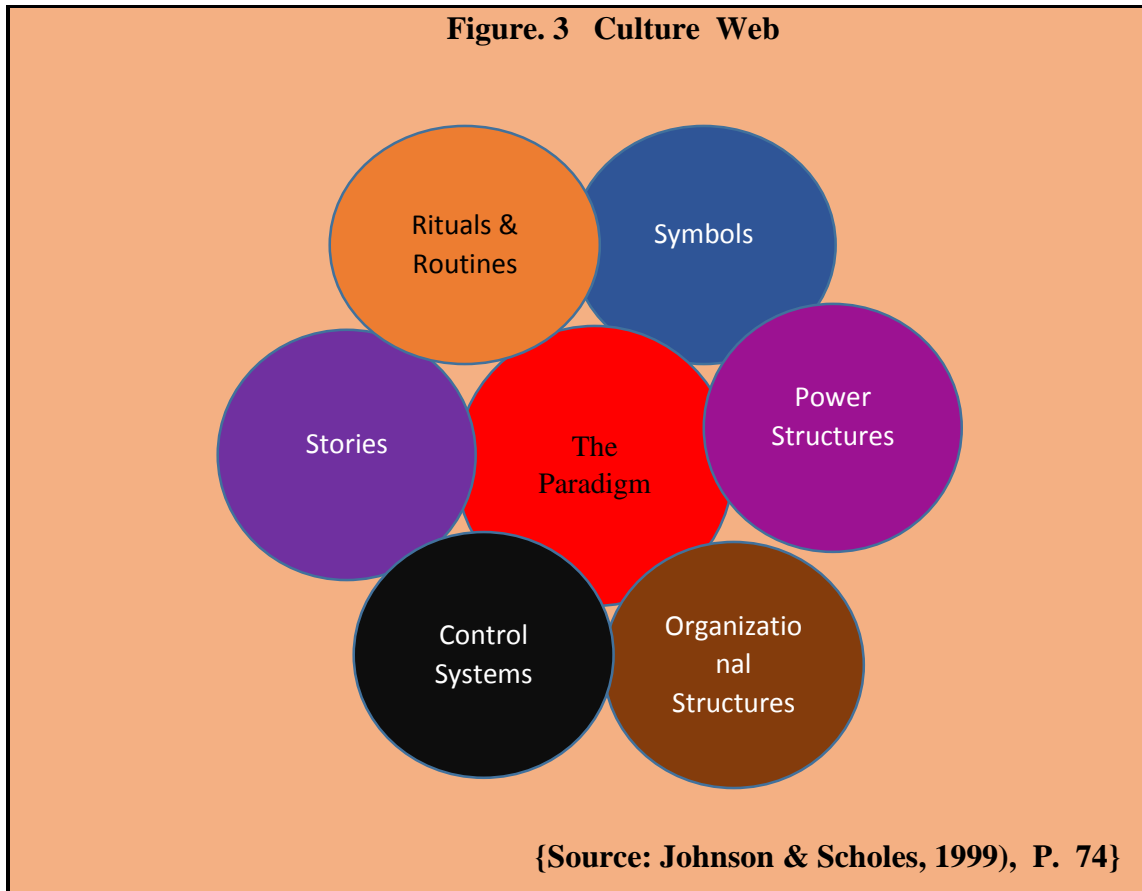 Figure. 3 Culture Web
Rituals &
Routines
Symbols
Power
Structures
Stories
The
Paradigm
Control
Systems
Organizatio
nal
Structures
{Source: Johnson & Scholes, 1999), P. 74}